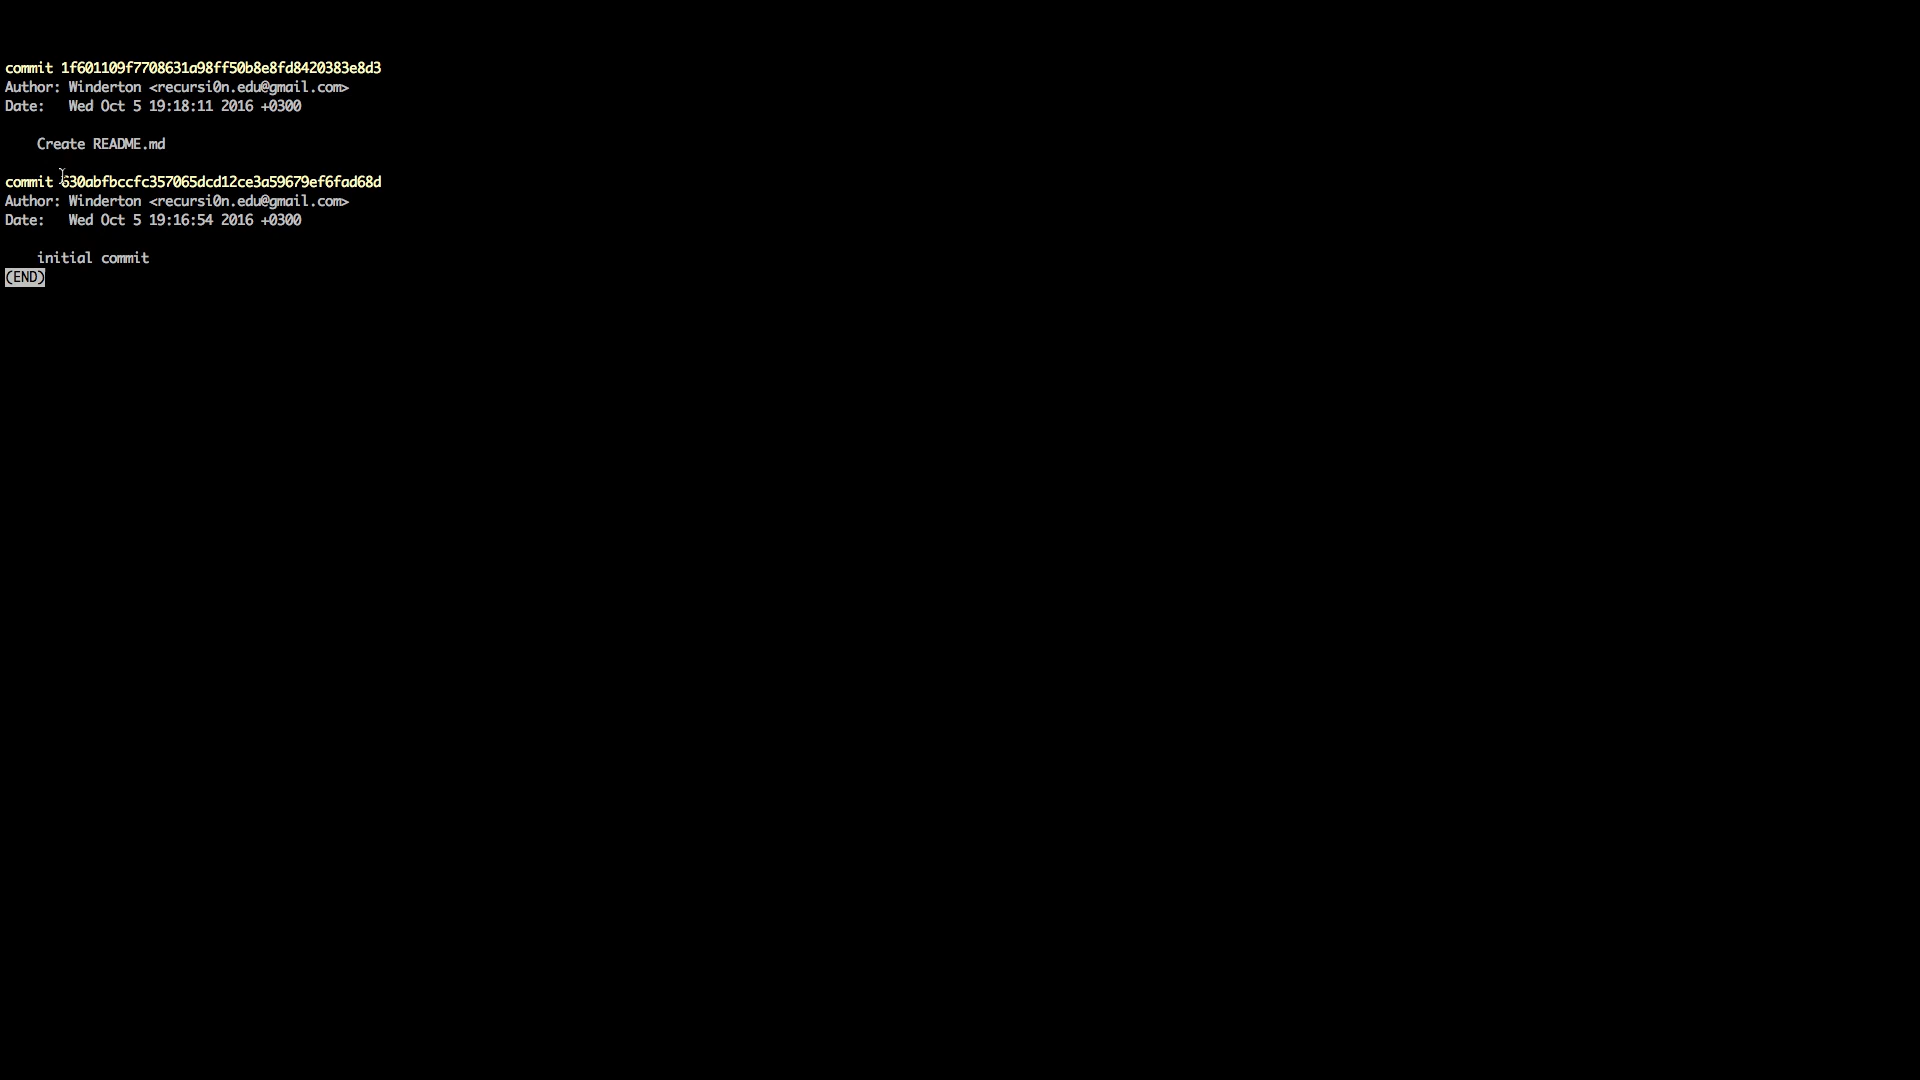 commit 1f601109f7708631a98ff50b8e8fd8420383e8d3
Author: Winderton <recursi0n.edu@gmail.com>
Date:   Wed Oct 5 19:18:11 2016 +0300
    Create README.md
commit 630abfbccfc357065dcd12ce3a59679ef6fad68d
Author: Winderton <recursi0n.edu@gmail.com>
Date:   Wed Oct 5 19:16:54 2016 +0300
    initial commit
(END)